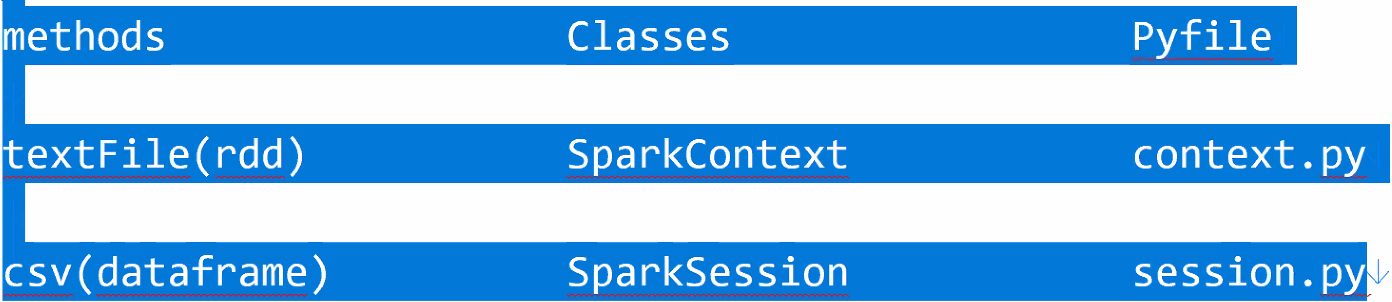 methods Classes Pyfile
textFile(rdd) SparkContext context.py
csv(dataframe) SparkSession session.py↓